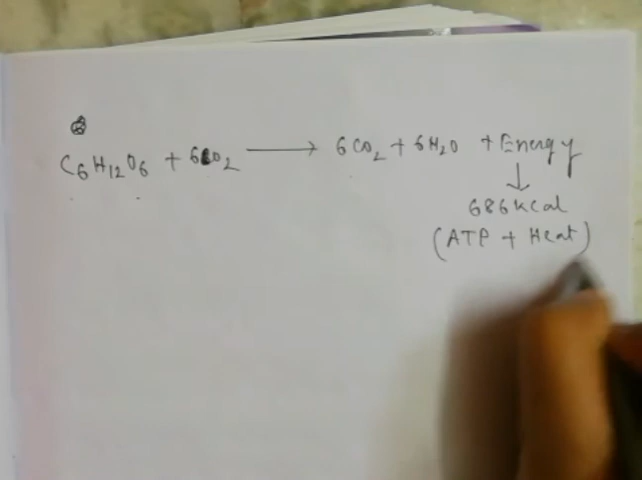 C6H12O6 + 6O2 ⟶ 6CO2 + 6H2O + Energy
↓
686 kcal
(ATP + Heat)